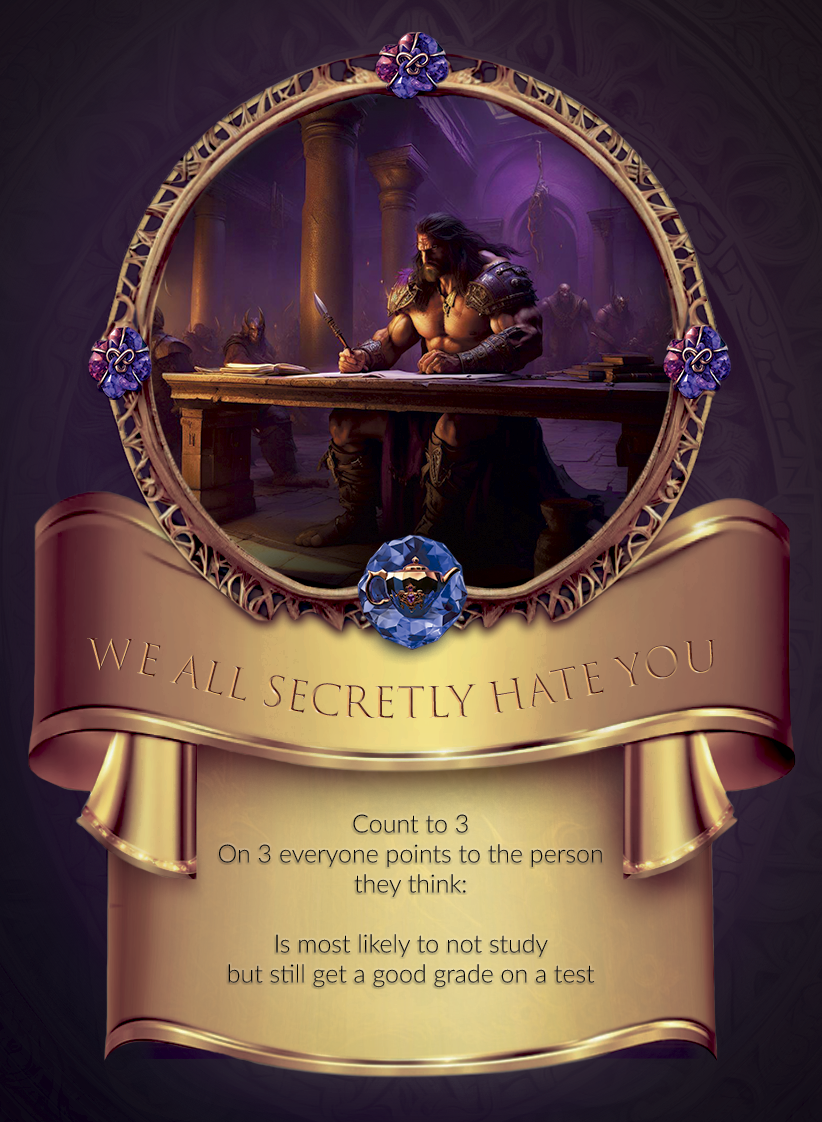 WE ALL SECRETLY HATE YOU
Count to 3
On 3 everyone points to the person
they think:
Is most likely to not study
but still get a good grade on a test